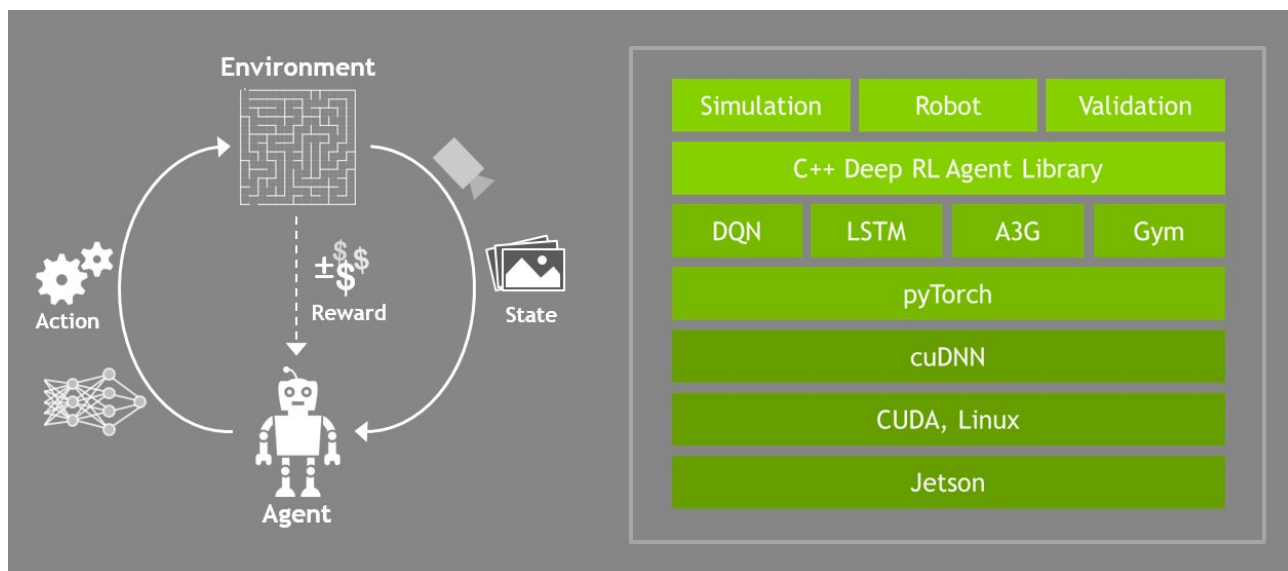 Environment
Action
±$$$
Reward
State
Agent
Simulation
Robot
Validation
C++ Deep RL Agent Library
DQN
LSTM
A3G
Gym
pyTorch
cuDNN
CUDA, Linux
Jetson